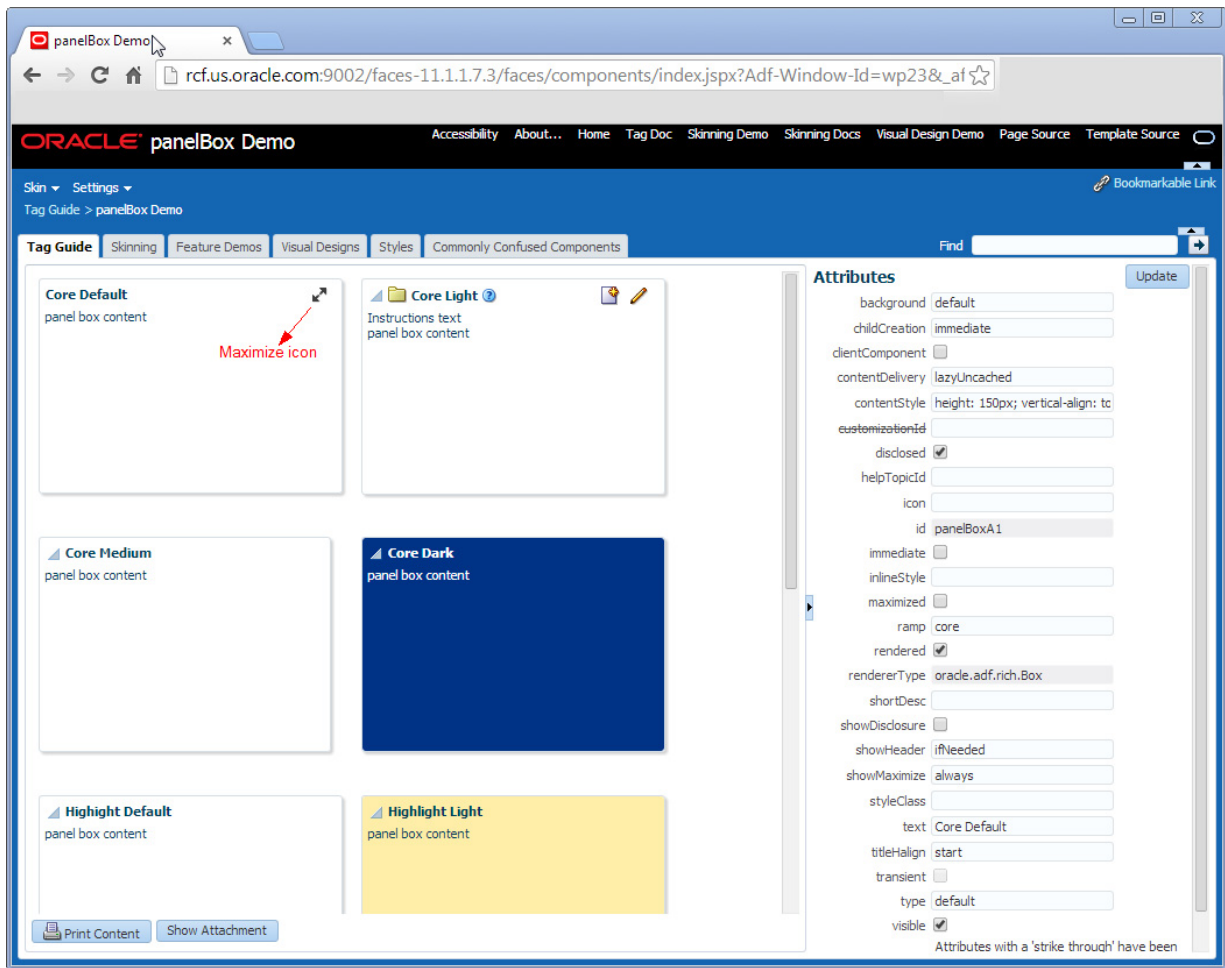 panelBox Demo
rcf.us.oracle.com:9002/faces-11.1.1.7.3/faces/components/index.jspx?Adf-Window-Id=wp23&_af
ORACLE panelBox Demo
Accessibility About... Home Tag Doc Skinning Demo Skinning Docs Visual Design Demo Page Source Template Source
Skin Settings
Bookmarkable Link
Tag Guide > panelBox Demo
Tag Guide Skinning Feature Demos Visual Designs Styles Commonly Confused Components
Find
Core Default
panel box content
Maximize icon
Core Light
Instructions text
panel box content
Core Medium
panel box content
Core Dark
panel box content
Highight Default
panel box content
Highlight Light
panel box content
Print Content Show Attachment
Attributes
Update
background default
childCreation immediate
clientComponent
contentDelivery lazyUncached
contentStyle height: 150px; vertical-align: tc
customizationId
disclosed
helpTopicId
icon
id panelBoxA1
immediate
inlineStyle
maximized
ramp core
rendered
rendererType oracle.adf.rich.Box
shortDesc
showDisclosure
showHeader ifNeeded
showMaximize always
styleClass
text Core Default
titleHalign start
transient
type default
visible
Attributes with a 'strike through' have been